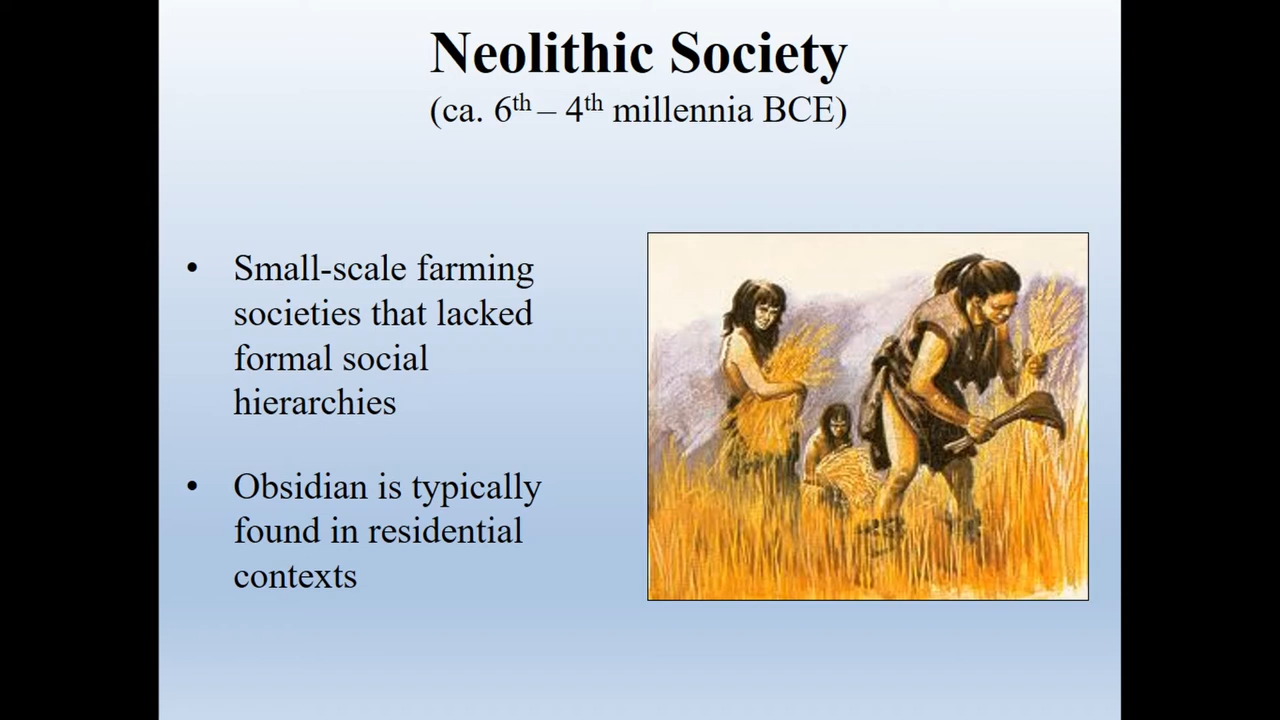 Neolithic Society
(ca. 6th – 4th millennia BCE)
• Small-scale farming
societies that lacked
formal social
hierarchies
• Obsidian is typically
found in residential
contexts